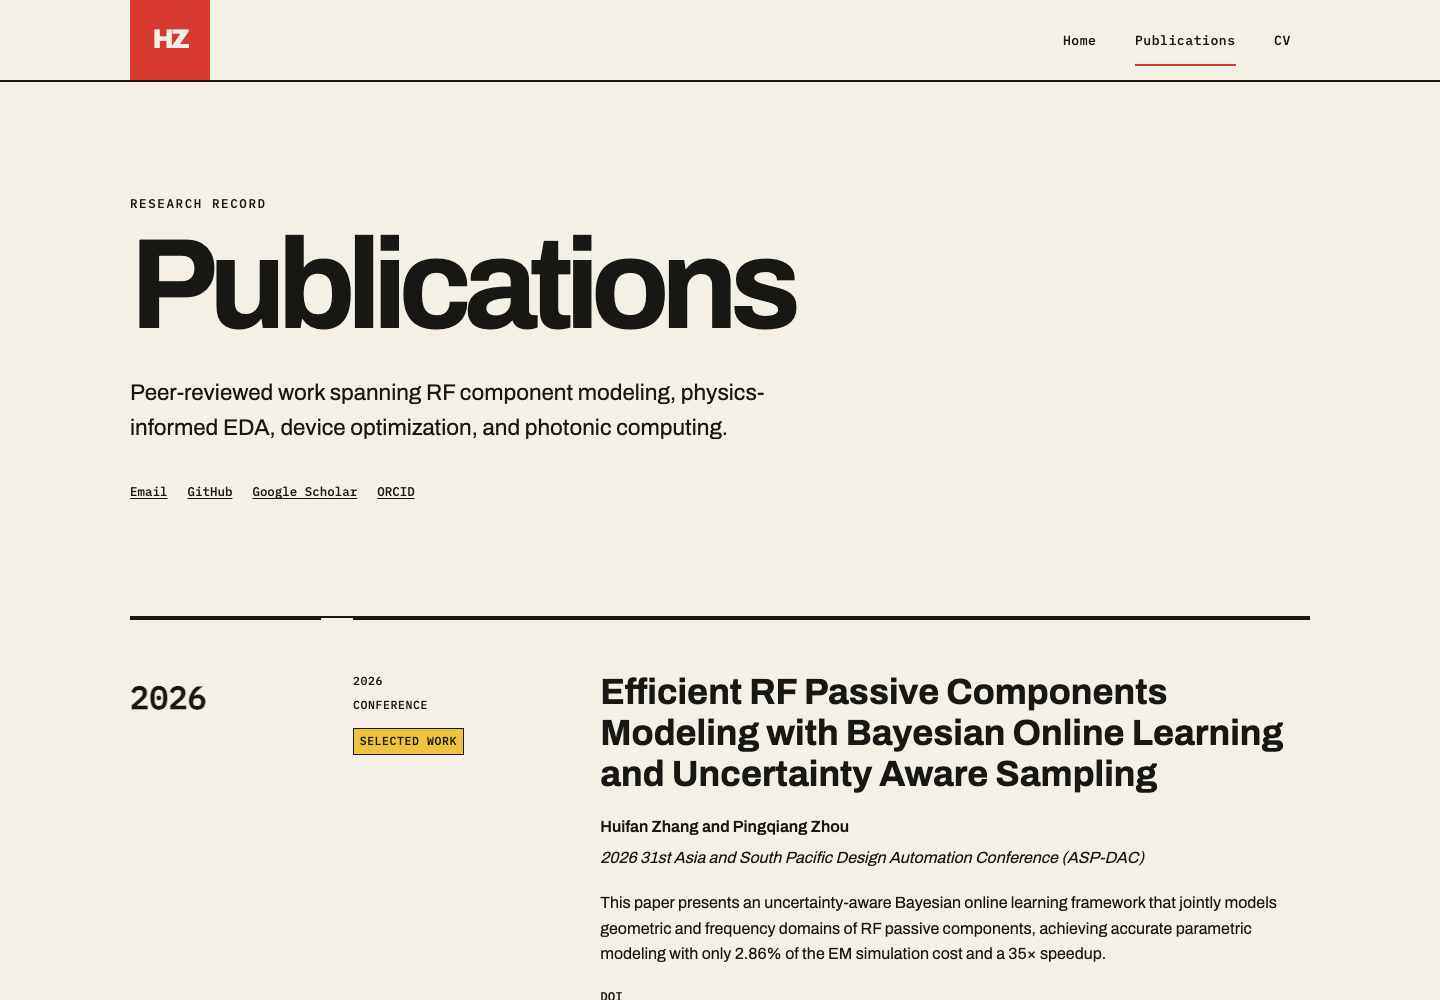 HZ
Home
Publications
CV
RESEARCH RECORD
Publications
Peer-reviewed work spanning RF component modeling, physics-
informed EDA, device optimization, and photonic computing.
Email GitHub Google Scholar ORCID
2026
2026
CONFERENCE
SELECTED WORK
Efficient RF Passive Components
Modeling with Bayesian Online Learning
and Uncertainty Aware Sampling
Huifan Zhang and Pingqiang Zhou
2026 31st Asia and South Pacific Design Automation Conference (ASP-DAC)
This paper presents an uncertainty-aware Bayesian online learning framework that jointly models
geometric and frequency domains of RF passive components, achieving accurate parametric
modeling with only 2.86% of the EM simulation cost and a 35× speedup.
DOI